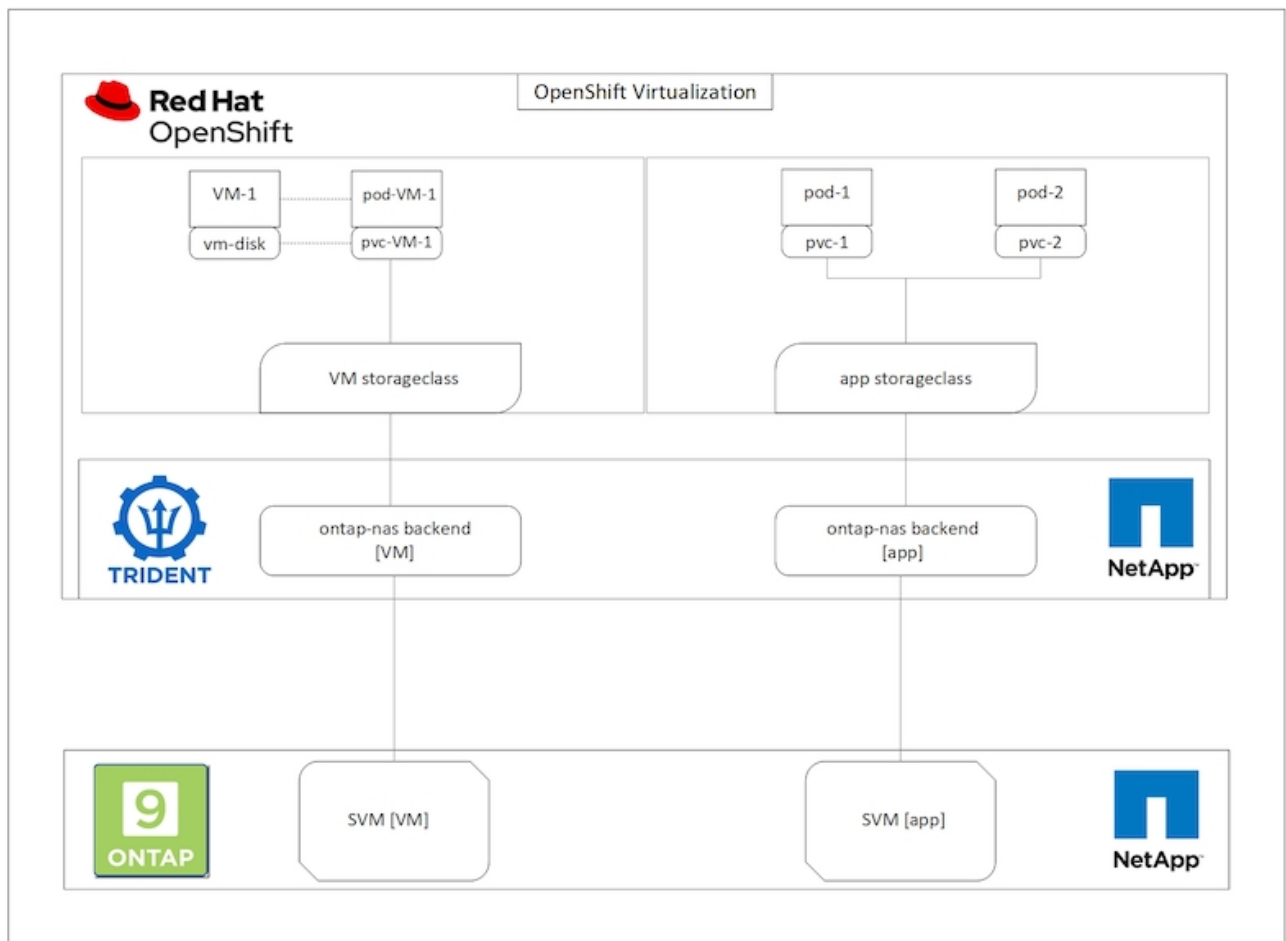 Red Hat
OpenShift
OpenShift Virtualization
VM-1
pod-VM-1
vm-disk
pvc-VM-1
pod-1
pod-2
pvc-1
pvc-2
VM storageclass
app storageclass
TRIDENT
ontap-nas backend
[VM]
ontap-nas backend
[app]
NetApp
9
ONTAP
SVM [VM]
SVM [app]
NetApp